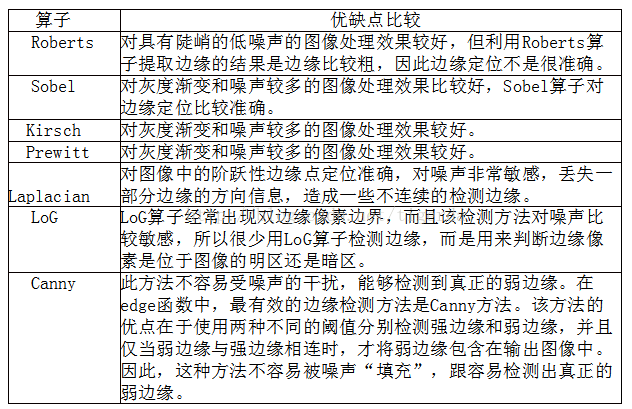 算子 优缺点比较
Roberts 对具有陡峭的低噪声的图像处理效果较好，但利用Roberts算
子提取边缘的结果是边缘比较粗，因此边缘定位不是很准确。
Sobel 对灰度渐变和噪声较多的图像处理效果比较好，Sobel算子对
边缘定位比较准确。
Kirsch 对灰度渐变和噪声较多的图像处理效果较好。
Prewitt 对灰度渐变和噪声较多的图像处理效果较好。
对图像中的阶跃性边缘点定位准确，对噪声非常敏感，丢失一
Laplacian 部分边缘的方向信息，造成一些不连续的检测边缘。
LoG LoG算子经常出现双边缘像素边界，而且该检测方法对噪声比
较敏感，所以很少用LoG算子检测边缘，而是用来判断边缘像
素是位于图像的明区还是暗区。
Canny 此方法不容易受噪声的干扰，能够检测到真正的弱边缘。在
edge函数中，最有效的边缘检测方法是Canny方法。该方法的
优点在于使用两种不同的阈值分别检测强边缘和弱边缘，并且
仅当弱边缘与强边缘相连时，才将弱边缘包含在输出图像中。
因此，这种方法不容易被噪声“填充”，跟容易检测出真正的
弱边缘。